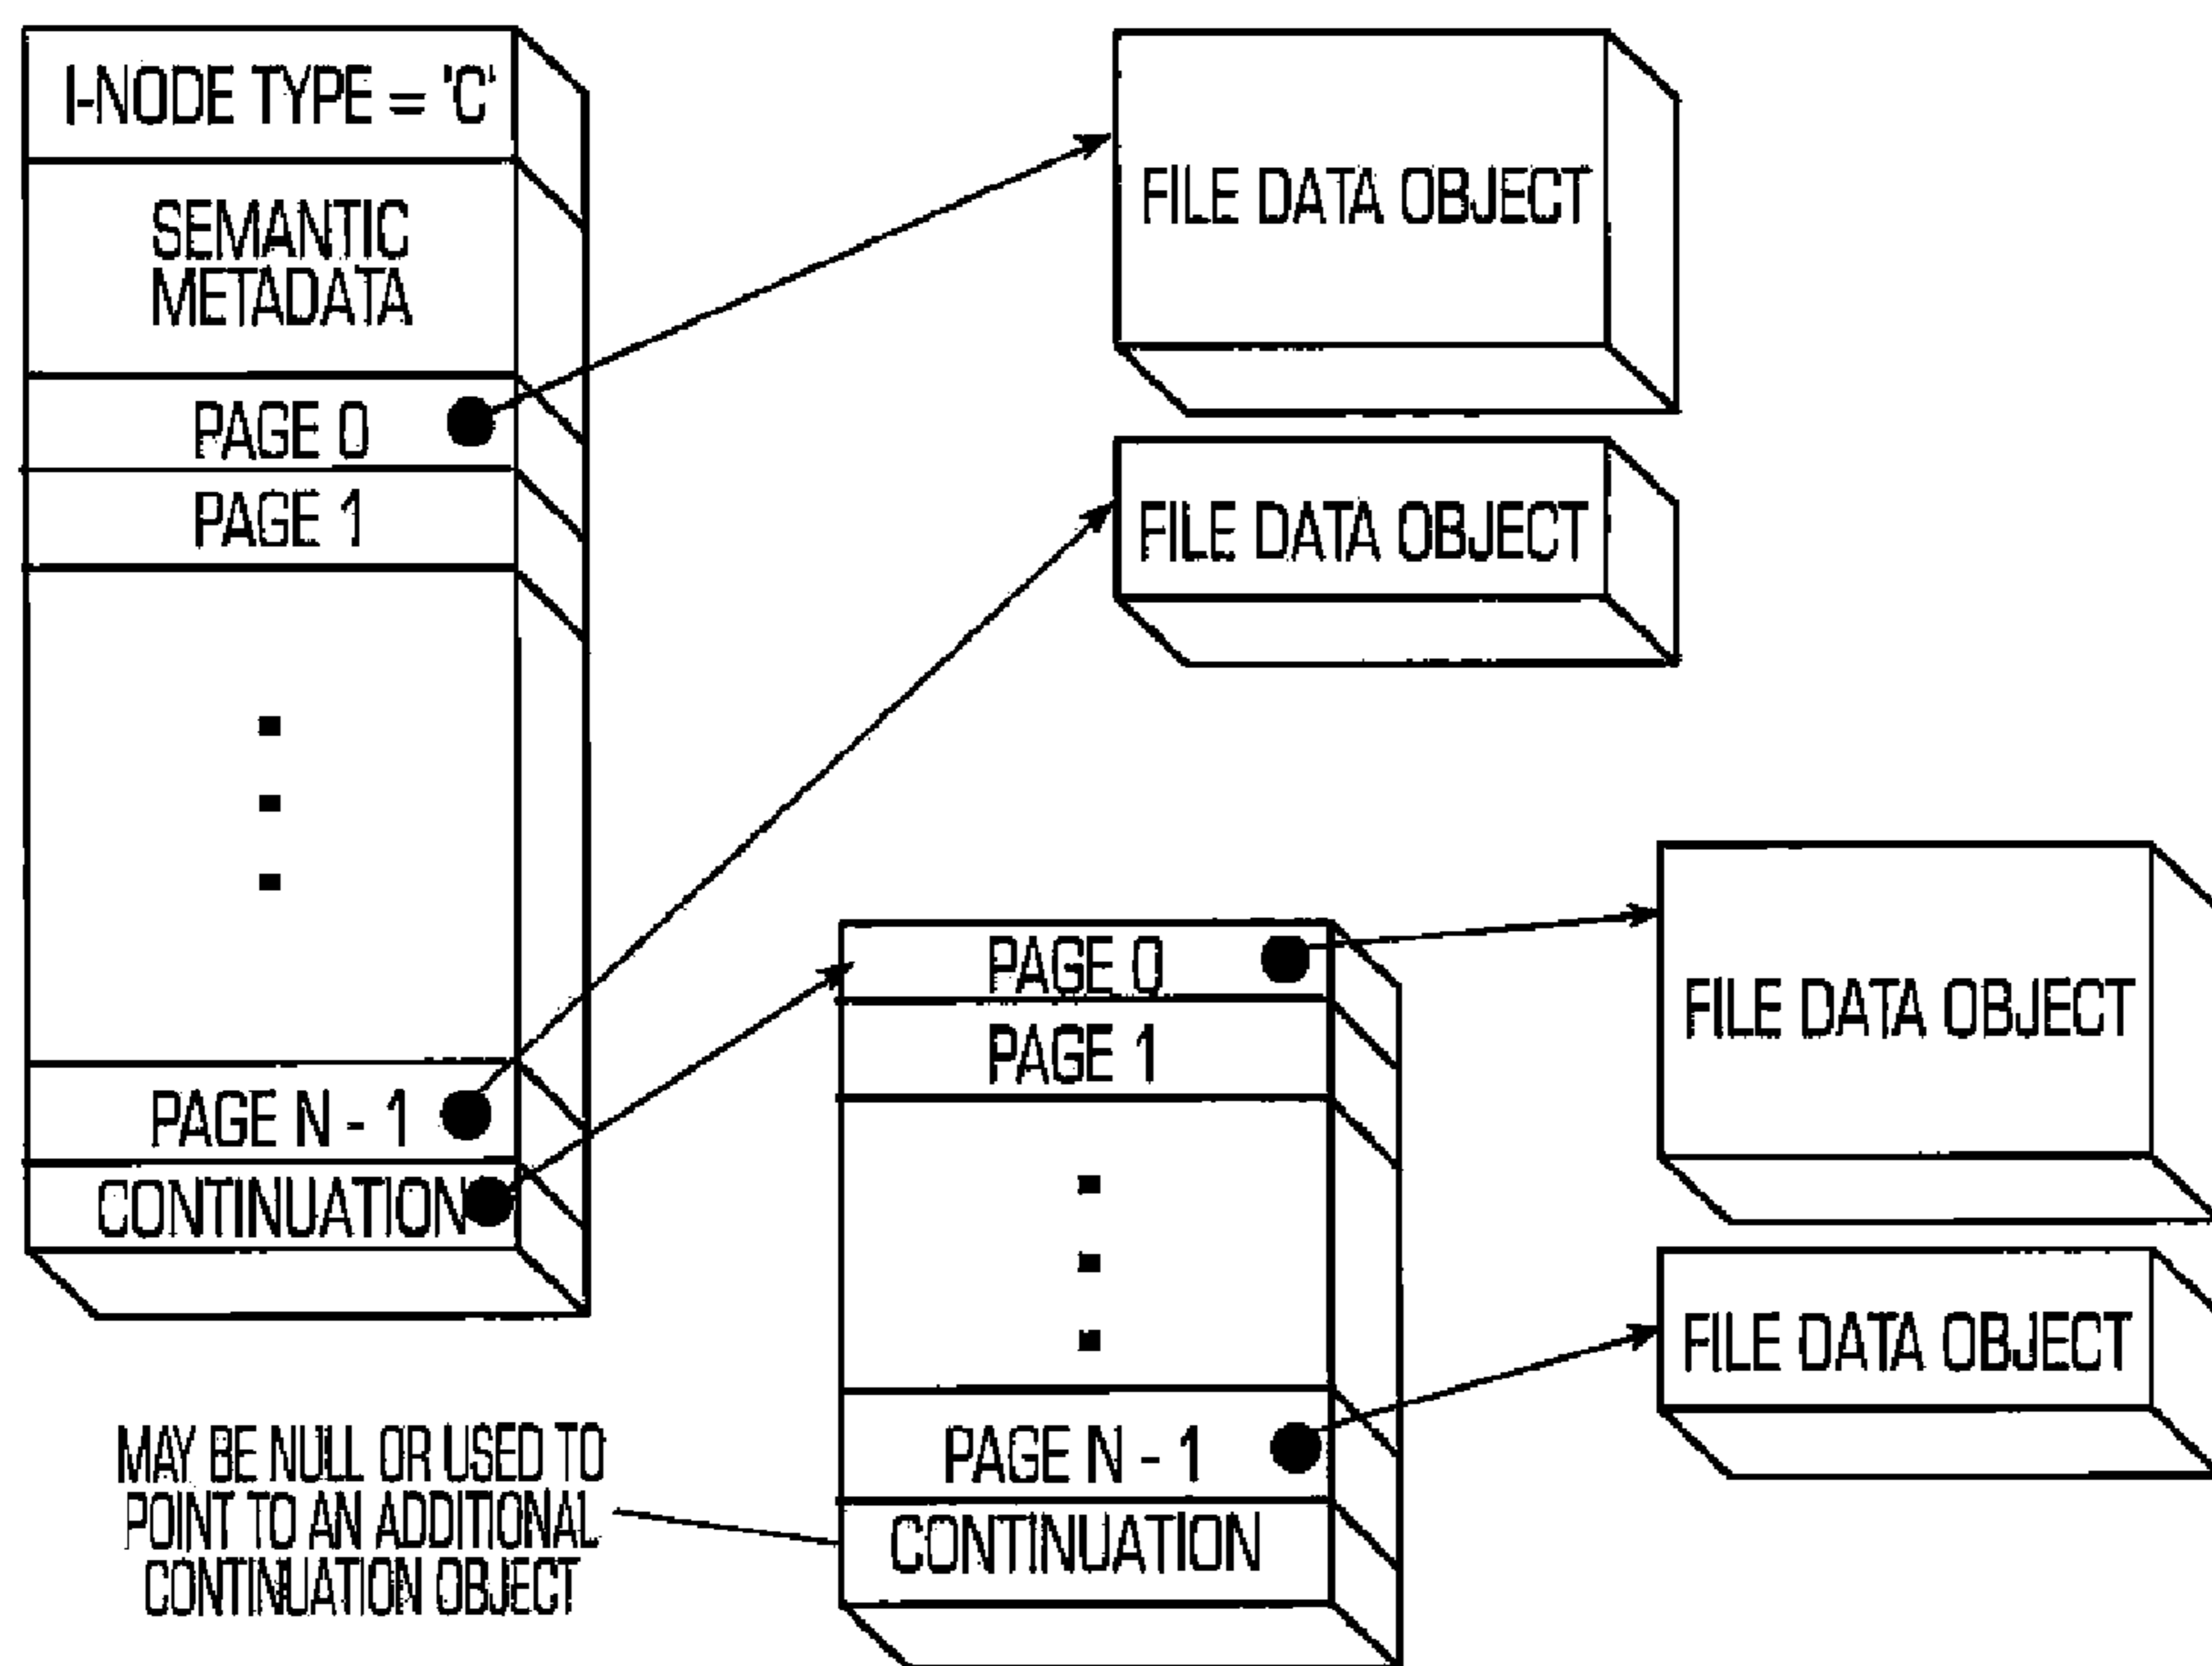 I-NODE TYPE = 'C'
SEMANTIC
METADATA
PAGE 0
PAGE 1
PAGE N - 1
CONTINUATION
FILE DATA OBJECT
FILE DATA OBJECT
PAGE 0
PAGE 1
PAGE N - 1
CONTINUATION
FILE DATA OBJECT
FILE DATA OBJECT
MAY BE NULL OR USED TO
POINT TO AN ADDITIONAL
CONTINUATION OBJECT